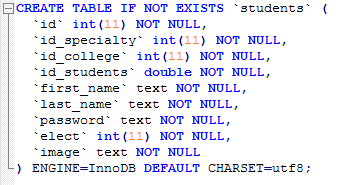 CREATE TABLE IF NOT EXISTS `students` (
`id` int(11) NOT NULL,
`id_specialty` int(11) NOT NULL,
`id_college` int(11) NOT NULL,
`id_students` double NOT NULL,
`first_name` text NOT NULL,
`last_name` text NOT NULL,
`password` text NOT NULL,
`elect` int(11) NOT NULL,
`image` text NOT NULL
) ENGINE=InnoDB DEFAULT CHARSET=utf8;